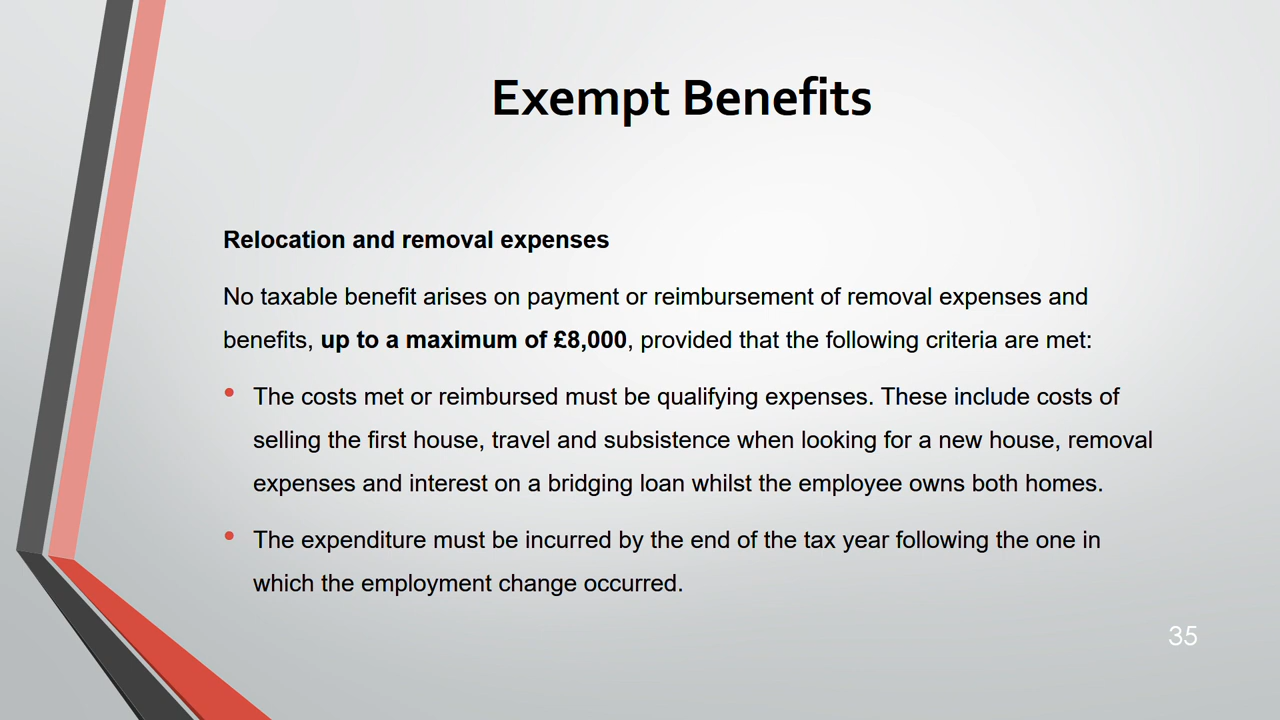 Exempt Benefits
Relocation and removal expenses
No taxable benefit arises on payment or reimbursement of removal expenses and
benefits, up to a maximum of £8,000, provided that the following criteria are met:
• The costs met or reimbursed must be qualifying expenses. These include costs of
selling the first house, travel and subsistence when looking for a new house, removal
expenses and interest on a bridging loan whilst the employee owns both homes.
• The expenditure must be incurred by the end of the tax year following the one in
which the employment change occurred.
35